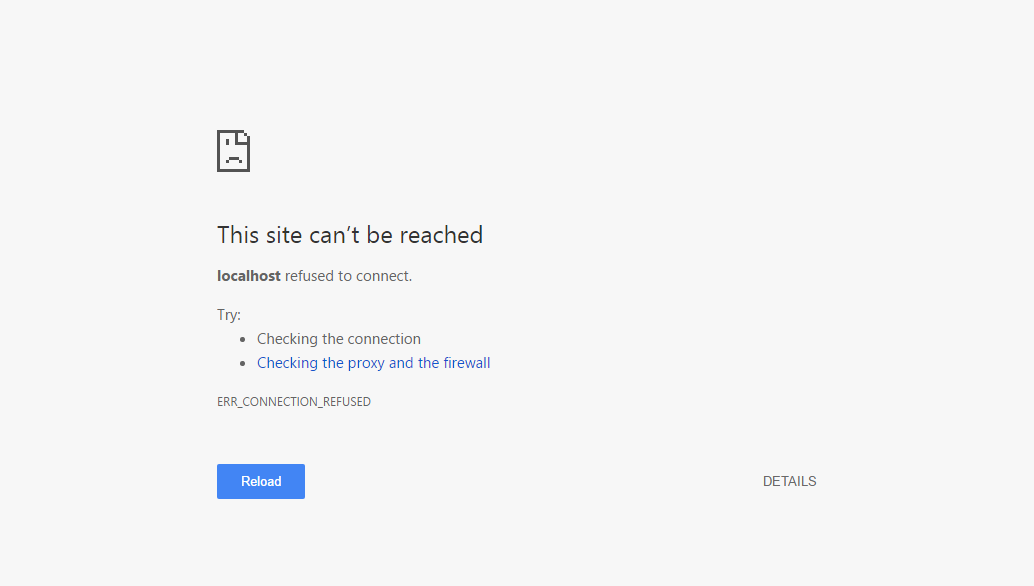 This site can’t be reached
localhost refused to connect.
Try:
• Checking the connection
• Checking the proxy and the firewall
ERR_CONNECTION_REFUSED
Reload
DETAILS